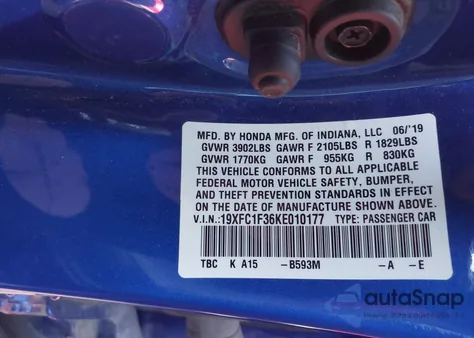 MFD. BY HONDA MFG. OF INDIANA, LLC 06/'19
GVWR 3902LBS GAWR F 2105LBS R 1829LBS
GVWR 1770KG GAWR F 955KG R 830KG
THIS VEHICLE CONFORMS TO ALL APPLICABLE
FEDERAL MOTOR VEHICLE SAFETY, BUMPER,
AND THEFT PREVENTION STANDARDS IN EFFECT
ON THE DATE OF MANUFACTURE SHOWN ABOVE.
V.I.N.:19XFC1F36KE010177 TYPE: PASSENGER CAR
TBC K A15 -B593M -A -E
autoSnap